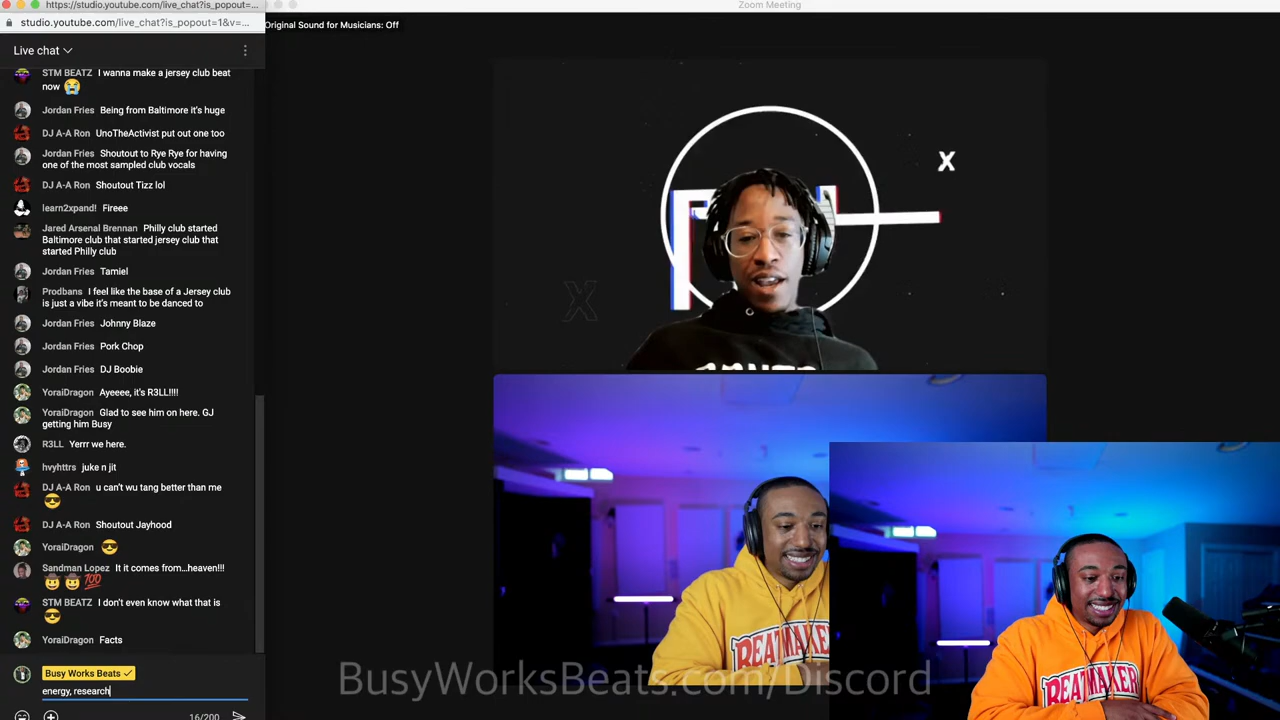 https://studio.youtube.com/live_chat?is_popout=...
Zoom Meeting
studio.youtube.com/live_chat?is_popout=1&v=...
Original Sound for Musicians: Off
Live chat
STM BEATZ I wanna make a jersey club beat
now 😭
Jordan Fries Being from Baltimore it's huge
DJ A-A Ron UnoTheActivist put out one too
Jordan Fries Shoutout to Rye Rye for having
one of the most sampled club vocals
DJ A-A Ron Shoutout Tizz lol
learn2xpand! Fireee
Jared Arsenal Brennan Philly club started
Baltimore club that started jersey club that
started Philly club
Jordan Fries Tamiel
Prodbans I feel like the base of a Jersey club
is just a vibe it's meant to be danced to
Jordan Fries Johnny Blaze
Jordan Fries Pork Chop
Jordan Fries DJ Boobie
YoraiDragon Ayeeee, it's R3LL!!!!
YoraiDragon Glad to see him on here. GJ
getting him Busy
R3LL Yerrr we here.
hvyhttrs juke n jit
DJ A-A Ron u can't wu tang better than me
😎
DJ A-A Ron Shoutout Jayhood
YoraiDragon 😎
Sandman Lopez It it comes from...heaven!!!
🤠 🤠 💯
STM BEATZ I don't even know what that is
😎
YoraiDragon Facts
Busy Works Beats
energy, research
16/200
X
X
BEATMAKER
BEATMAKER
BusyWorksBeats.com/Discord